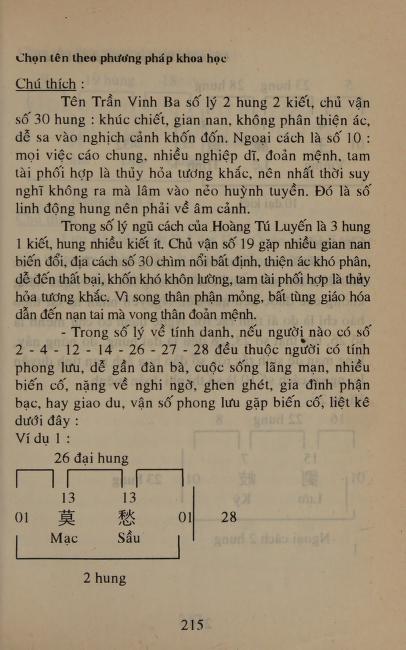 Chọn tên theo phương pháp khoa học
Chú thích :
Tên Trần Vinh Ba số lý 2 hung 2 kiết, chủ vận
số 30 hung : khúc chiết, gian nan, không phân thiện ác,
dễ sa vào nghịch cảnh khốn đốn. Ngoại cách là số 10 :
mọi việc cáo chung, nhiều nghiệp dĩ, đoản mệnh, tam
tài phối hợp là thủy hỏa tương khắc, nên nhất thời suy
nghĩ không ra mà lâm vào nẻo huỳnh tuyền. Đó là số
linh động hung nên phải về âm cảnh.
Trong số lý ngũ cách của Hoàng Tú Luyến là 3 hung
1 kiết, hung nhiều kiết ít. Chủ vận số 19 gặp nhiều gian nan
biến đổi, địa cách số 30 chìm nổi bất định, thiện ác khó phân,
dễ đến thất bại, khốn khó khôn lường, tam tài phối hợp là thủy
hỏa tương khắc. Vì song thân phận mỏng, bất tùng giáo hóa
dẫn đến nạn tai mà vong thân đoản mệnh.
- Trong số lý về tính danh, nếu người nào có số
2 - 4 - 12 - 14 - 26 - 27 - 28 đều thuộc người có tính
phong lưu, dễ gần đàn bà, cuộc sống lãng mạn, nhiều
biến cố, nặng về nghi ngờ, ghen ghét, gia đình phận
bạc, hay giao du, vận số phong lưu gặp biến cố, liệt kê
dưới đây :
Ví dụ 1 :
26 đại hung
13 13
01 莫 愁 01 28
Mạc Sầu
2 hung
215